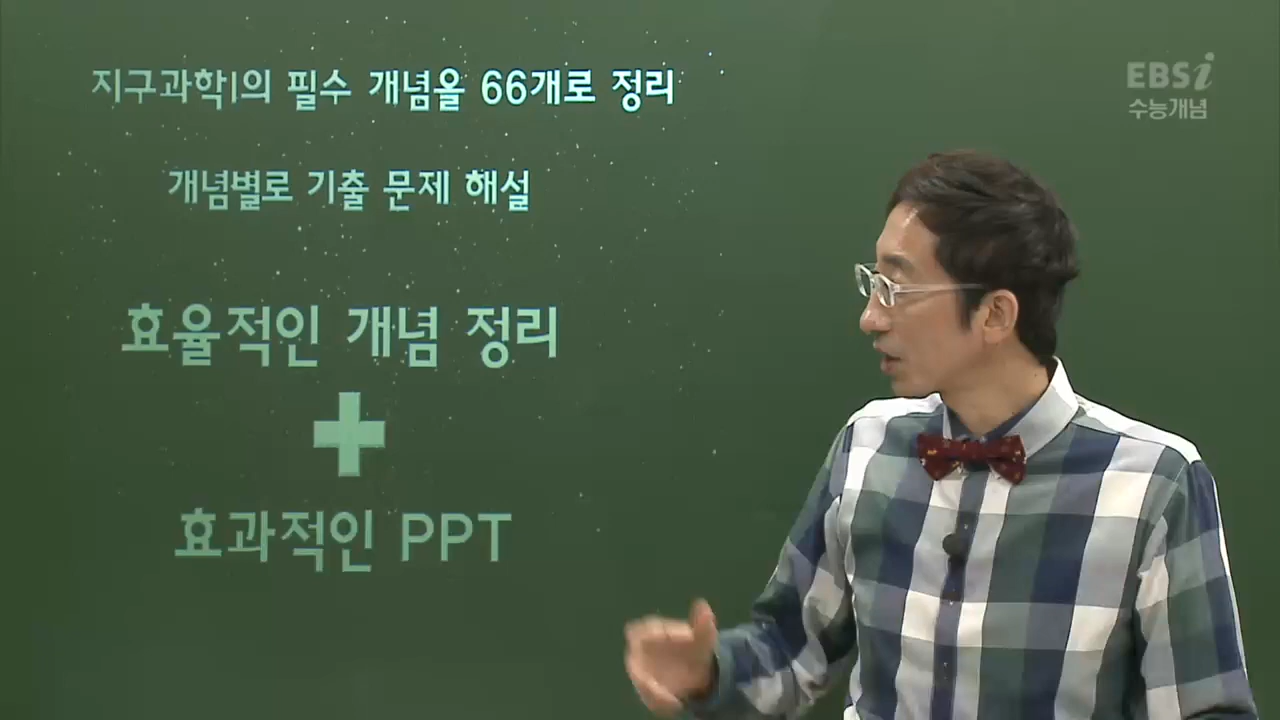 지구과학I의 필수 개념을 66개로 정리
개념별로 기출 문제 해설
효율적인 개념 정리
+
효과적인 PPT
EBSi
수능개념